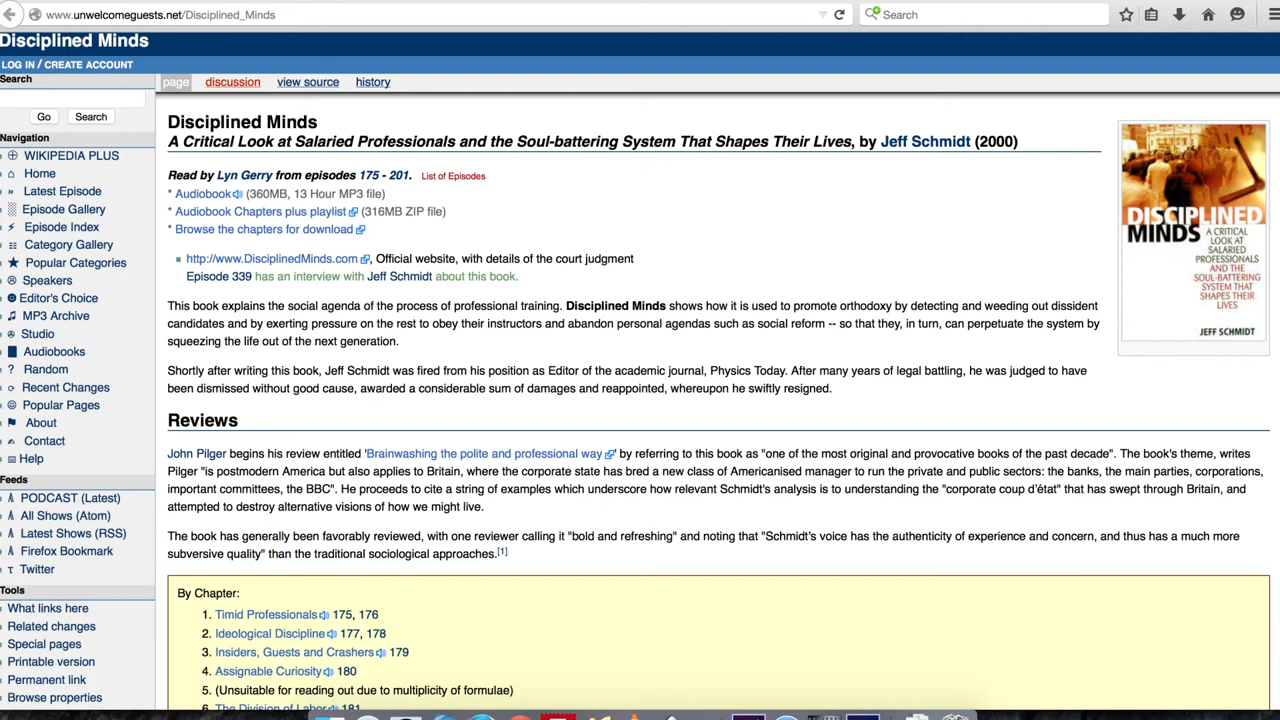 www.unwelcomeguests.net/Disciplined_Minds
Search
Disciplined Minds
LOG IN / CREATE ACCOUNT
Search
Go
Search
Navigation
WIKIPEDIA PLUS
Home
Latest Episode
Episode Gallery
Episode Index
Category Gallery
Popular Categories
Speakers
Editor's Choice
MP3 Archive
Studio
Audiobooks
Random
Recent Changes
Popular Pages
About
Contact
Help
Feeds
PODCAST (Latest)
All Shows (Atom)
Latest Shows (RSS)
Firefox Bookmark
Twitter
Tools
What links here
Related changes
Special pages
Printable version
Permanent link
Browse properties
page
discussion
view source
history
Disciplined Minds
A Critical Look at Salaried Professionals and the Soul-battering System That Shapes Their Lives, by Jeff Schmidt (2000)
Read by Lyn Gerry from episodes 175 - 201. List of Episodes
* Audiobook (360MB, 13 Hour MP3 file)
* Audiobook Chapters plus playlist (316MB ZIP file)
* Browse the chapters for download
http://www.DisciplinedMinds.com , Official website, with details of the court judgment
Episode 339 has an interview with Jeff Schmidt about this book.
This book explains the social agenda of the process of professional training. Disciplined Minds shows how it is used to promote orthodoxy by detecting and weeding out dissident
candidates and by exerting pressure on the rest to obey their instructors and abandon personal agendas such as social reform -- so that they, in turn, can perpetuate the system by
squeezing the life out of the next generation.
Shortly after writing this book, Jeff Schmidt was fired from his position as Editor of the academic journal, Physics Today. After many years of legal battling, he was judged to have
been dismissed without good cause, awarded a considerable sum of damages and reappointed, whereupon he swiftly resigned.
DISCIPLINED
MINDS
A CRITICAL
LOOK AT
SALARIED
PROFESSIONALS
AND THE
SOUL-BATTERING
SYSTEM THAT
SHAPES THEIR
LIVES
JEFF SCHMIDT
Reviews
John Pilger begins his review entitled 'Brainwashing the polite and professional way ' by referring to this book as "one of the most original and provocative books of the past decade". The book's theme, writes
Pilger "is postmodern America but also applies to Britain, where the corporate state has bred a new class of Americanised manager to run the private and public sectors: the banks, the main parties, corporations,
important committees, the BBC". He proceeds to cite a string of examples which underscore how relevant Schmidt's analysis is to understanding the "corporate coup d'état" that has swept through Britain, and
attempted to destroy alternative visions of how we might live.
The book has generally been favorably reviewed, with one reviewer calling it "bold and refreshing" and noting that "Schmidt's voice has the authenticity of experience and concern, and thus has a much more
subversive quality" than the traditional sociological approaches.[1]
By Chapter:
1. Timid Professionals 175, 176
2. Ideological Discipline 177, 178
3. Insiders, Guests and Crashers 179
4. Assignable Curiosity 180
5. (Unsuitable for reading out due to multiplicity of formulae)
6. The Division of Labor 181